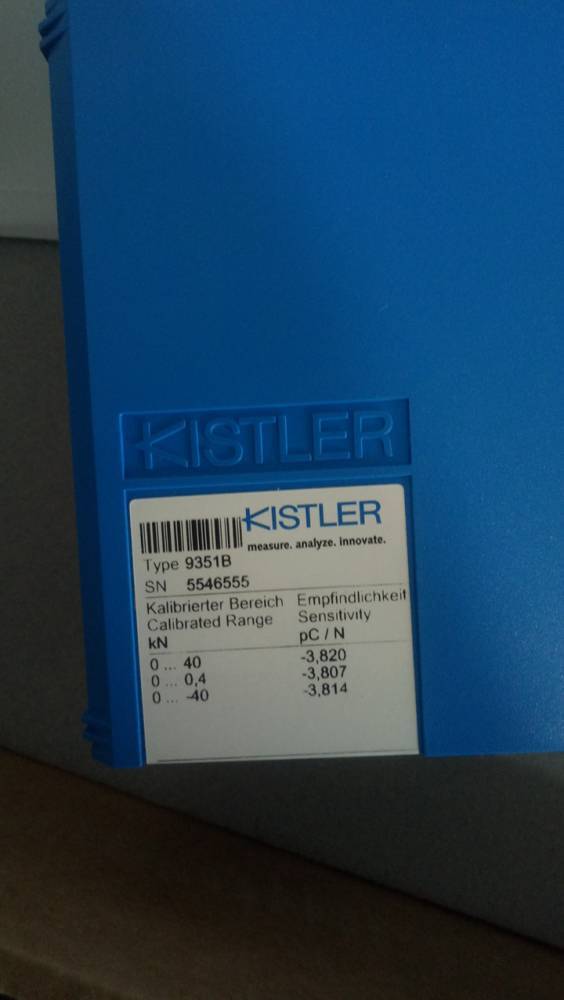 KISTLER
KISTLER
measure. analyze. innovate.
Type 9351B
SN 5546555
Kalibrierter Bereich Empfindlichkeit
Calibrated Range Sensitivity
kN pC / N
0 ... 40 -3,820
0 ... 0,4 -3,807
0 ... -40 -3,814